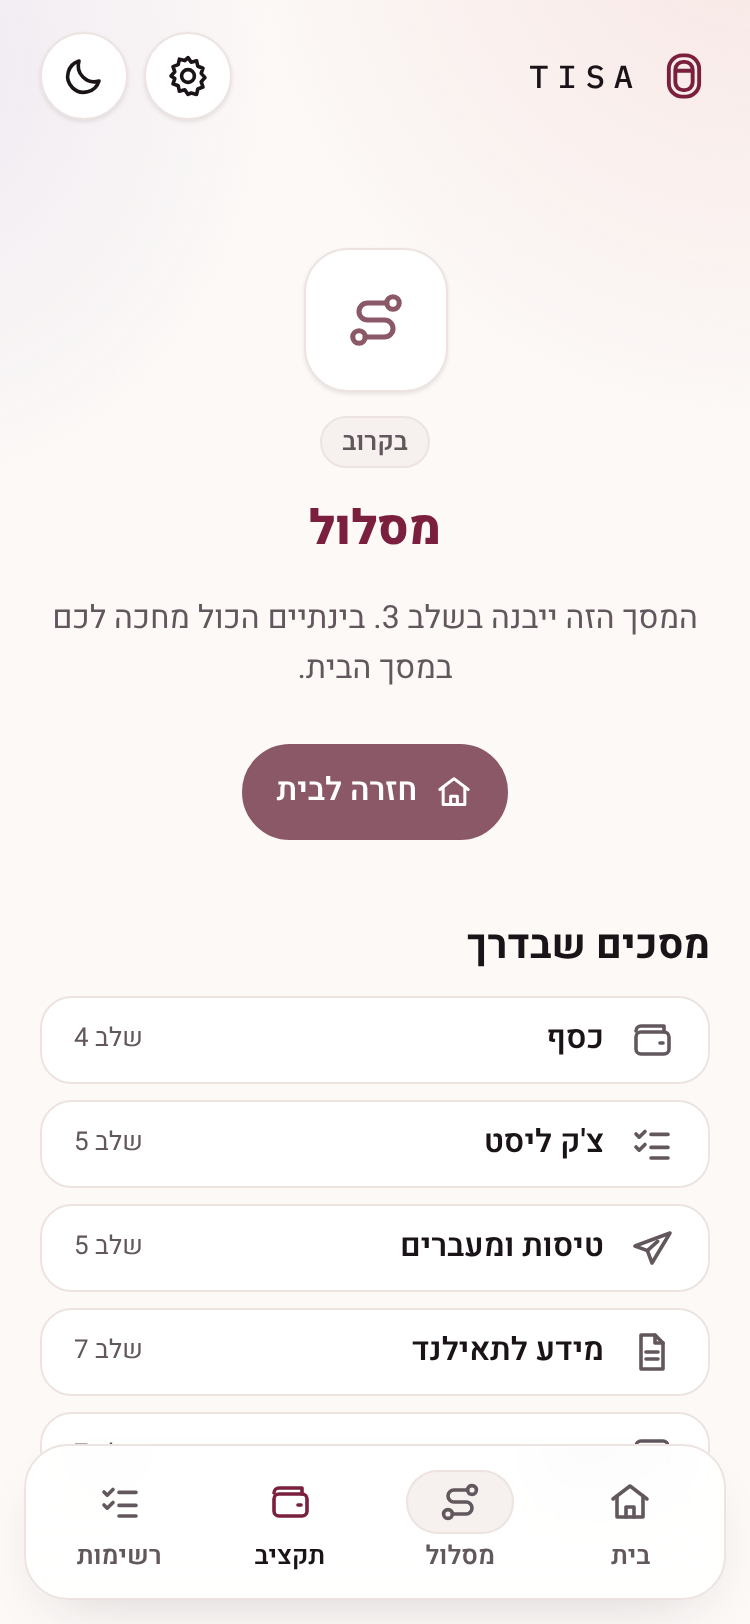 TISA
בקרוב
מסלול
המסך הזה ייבנה בשלב 3. בינתיים הכול מחכה לכם
במסך הבית.
חזרה לבית
מסכים שבדרך
כסף
שלב 4
צ'ק ליסט
שלב 5
טיסות ומעברים
שלב 5
מידע לתאילנד
שלב 7
בית
מסלול
תקציב
רשימות